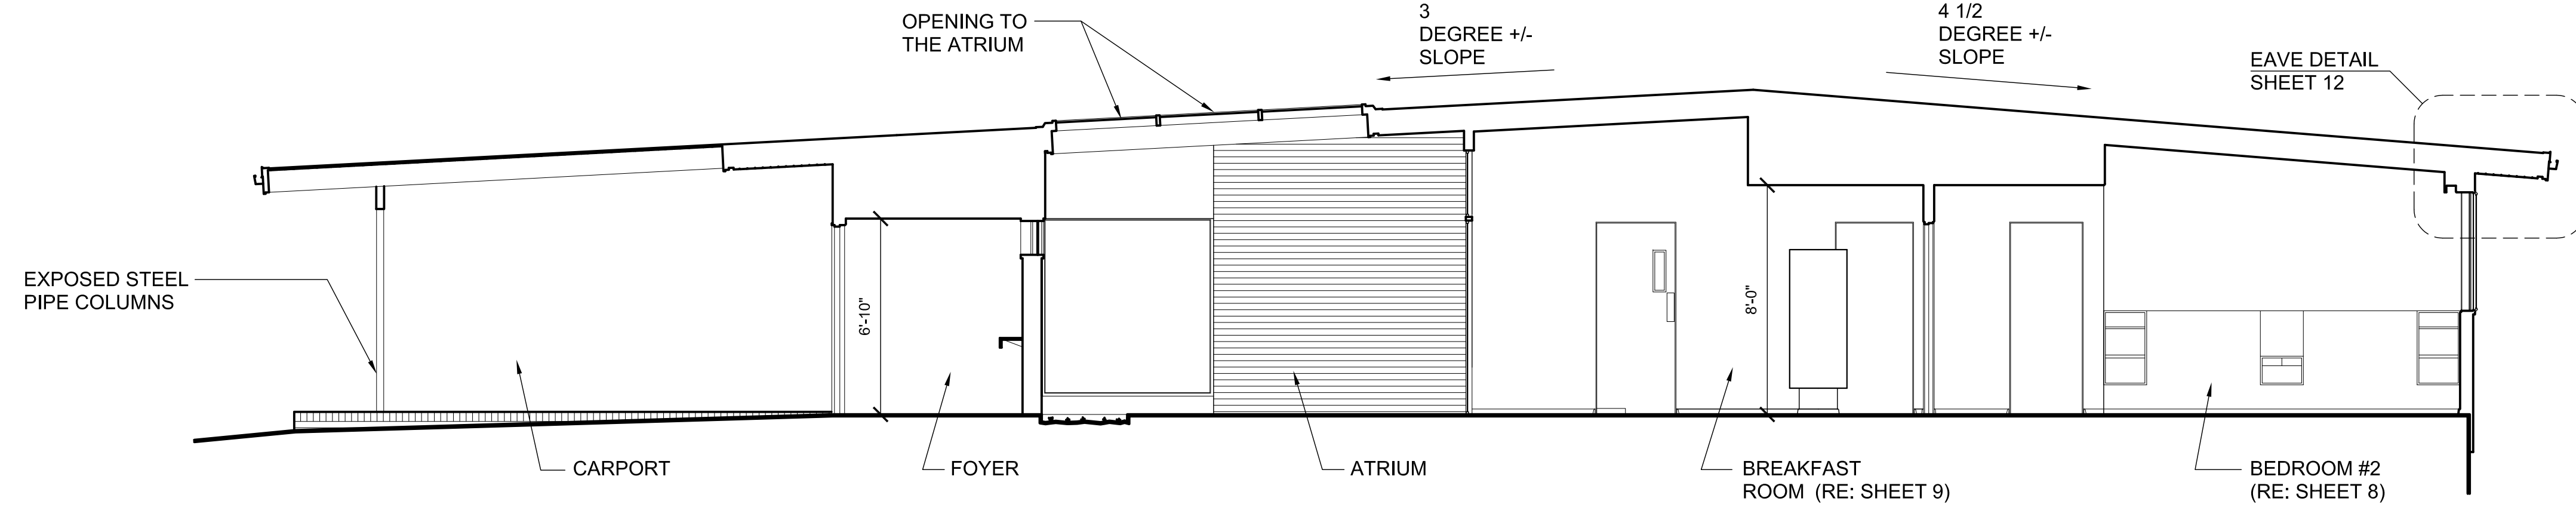 OPENING TO
THE ATRIUM
3
DEGREE +/-
SLOPE
4 1/2
DEGREE +/-
SLOPE
EAVE DETAIL
SHEET 12
EXPOSED STEEL
PIPE COLUMNS
6'-10"
8'-0"
CARPORT
FOYER
ATRIUM
BREAKFAST
ROOM (RE: SHEET 9)
BEDROOM #2
(RE: SHEET 8)